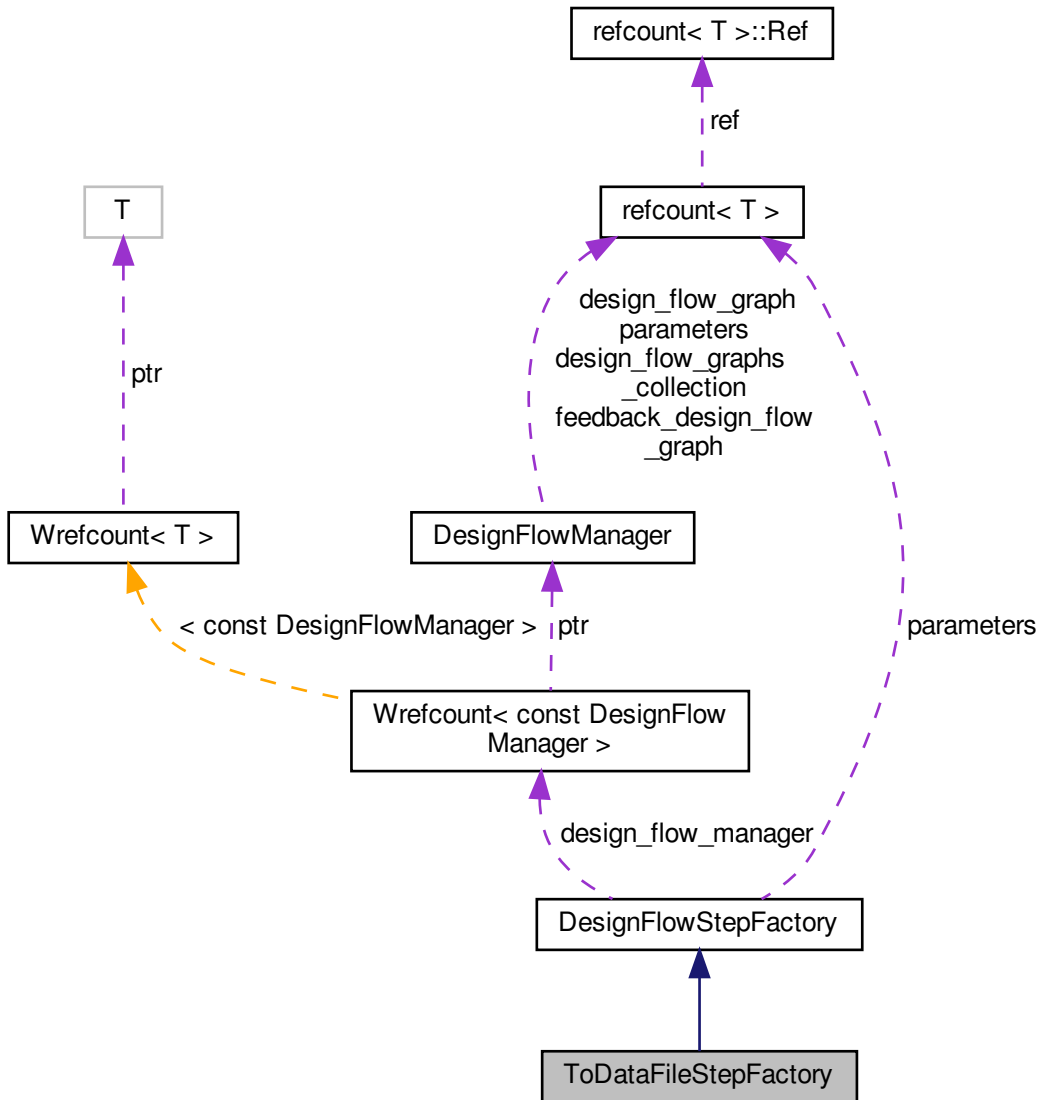 refcount< T >::Ref
ref
T
refcount< T >
design_flow_graph
parameters
design_flow_graphs
_collection
feedback_design_flow
_graph
ptr
Wrefcount< T >
DesignFlowManager
< const DesignFlowManager >
ptr
parameters
Wrefcount< const DesignFlow
Manager >
design_flow_manager
DesignFlowStepFactory
ToDataFileStepFactory